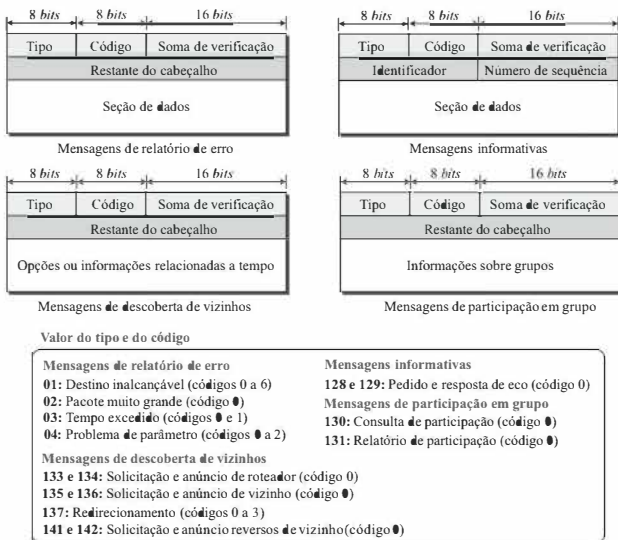 8 bits 8 bits 16 bits
Tipo Código Soma de verificação
Restante do cabeçalho
Seção de dados
Mensagens de relatório de erro
8 bits 8 bits 16 bits
Tipo Código Soma de verificação
Identificador Número de sequência
Seção de dados
Mensagens informativas
8 bits 8 bits 16 bits
Tipo Código Soma de verificação
Restante do cabeçalho
Opções ou informações relacionadas a tempo
Mensagens de descoberta de vizinhos
8 bits 8 bits 16 bits
Tipo Código Soma de verificação
Restante do cabeçalho
Informações sobre grupos
Mensagens de participação em grupo
Valor do tipo e do código
Mensagens de relatório de erro
01: Destino inalcançável (códigos 0 a 6)
02: Pacote muito grande (código 0)
03: Tempo excedido (códigos 0 e 1)
04: Problema de parâmetro (códigos 0 a 2)
Mensagens informativas
128 e 129: Pedido e resposta de eco (código 0)
Mensagens de participação em grupo
130: Consulta de participação (código 0)
131: Relatório de participação (código 0)
Mensagens de descoberta de vizinhos
133 e 134: Solicitação e anúncio de roteador (código 0)
135 e 136: Solicitação e anúncio de vizinho (código 0)
137: Redirecionamento (códigos 0 a 3)
141 e 142: Solicitação e anúncio reversos de vizinho (código 0)